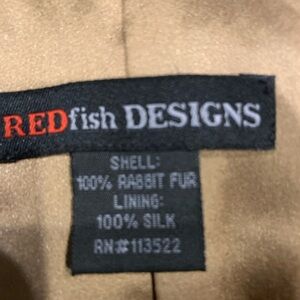 REDfish DESIGNS
SHELL:
100% RABBIT FUR
LINING:
100% SILK
RN#113522